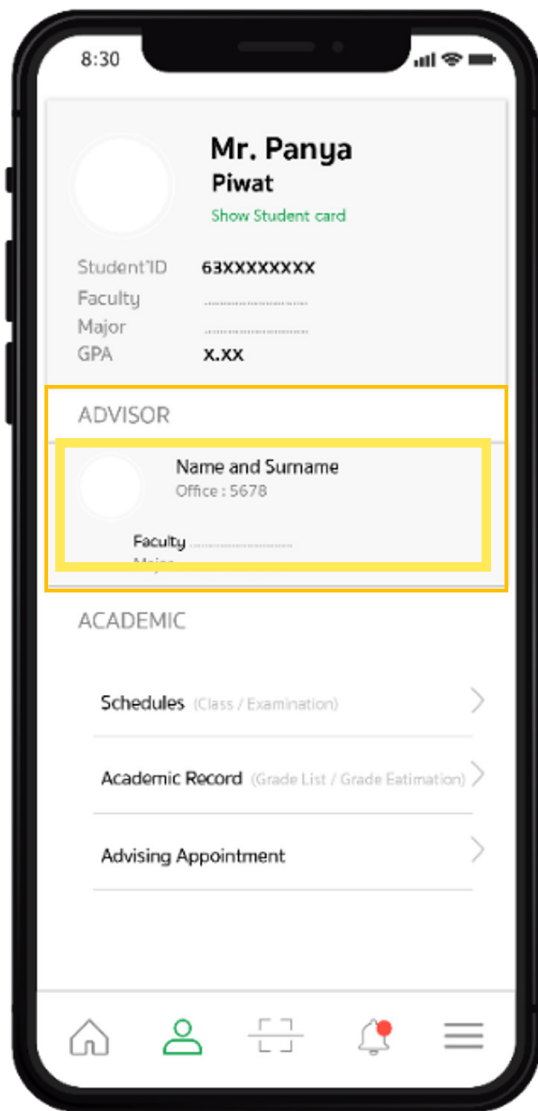 8:30
Mr. Panya
Piwat
Show Student card
Student'ID 63XXXXXXXX
Faculty ............................
Major ............................
GPA X.XX
ADVISOR
Name and Surname
Office : 5678
Faculty ............................
Major
ACADEMIC
Schedules (Class / Examination)
Academic Record (Grade List / Grade Eatimation)
Advising Appointment